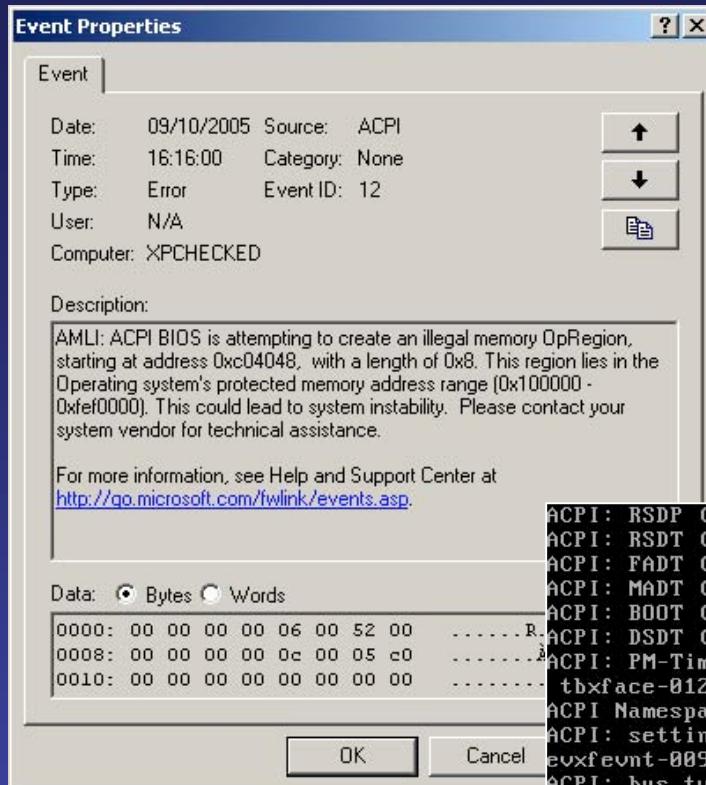 Event Properties
Event
Date: 09/10/2005 Source: ACPI
Time: 16:16:00 Category: None
Type: Error Event ID: 12
User: N/A
Computer: XPCHECKED
Description:
AMLI: ACPI BIOS is attempting to create an illegal memory OpRegion,
starting at address 0xc04048, with a length of 0x8. This region lies in the
Operating system's protected memory address range (0x100000 -
0xfef0000). This could lead to system instability. Please contact your
system vendor for technical assistance.
For more information, see Help and Support Center at
http://go.microsoft.com/fwlink/events.asp.
Data: Bytes Words
0000: 00 00 00 00 06 00 52 00 ......R.
0008: 00 00 00 00 0c 00 05 c0 .......À
0010: 00 00 00 00 00 00 00 00 ........
OK Cancel
ACPI: RSDP
ACPI: RSDT
ACPI: FADT
ACPI: MADT
ACPI: BOOT
ACPI: DSDT
ACPI: PM-Tim
tbxface-012
ACPI Namespa
ACPI: settin
evxfevnt-009
ACPI: bus ty